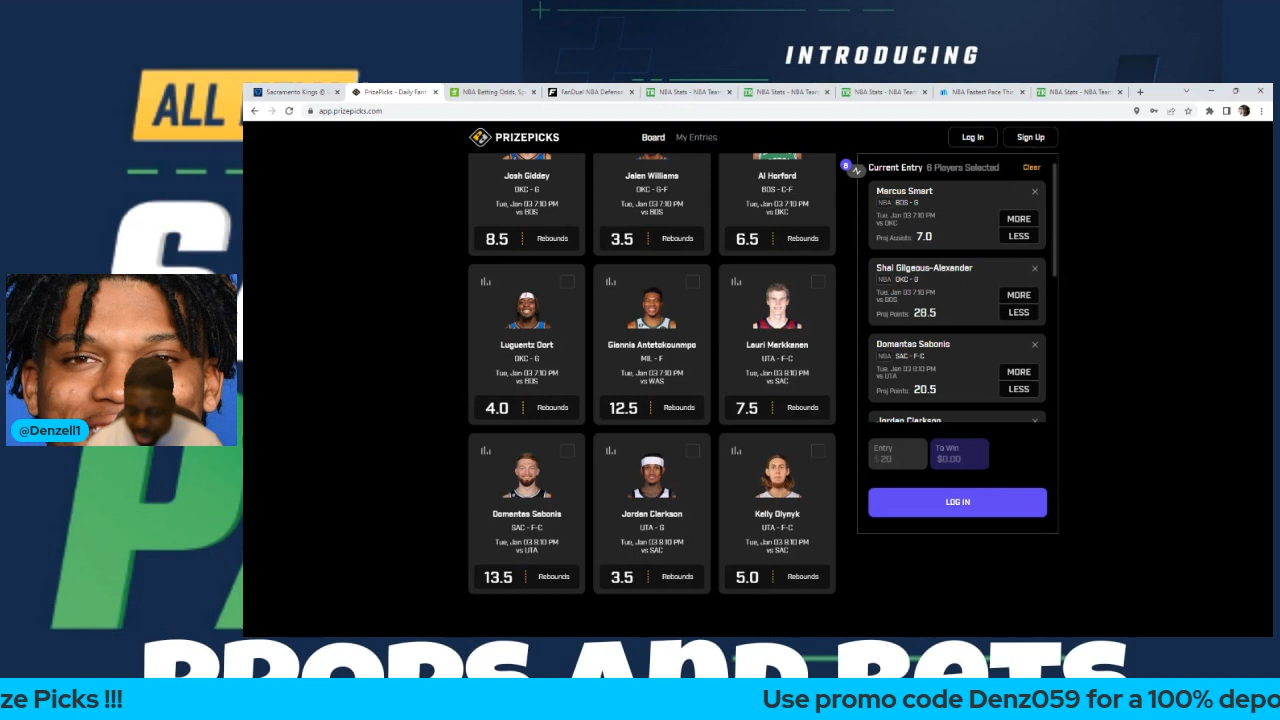 INTRODUCING
ALL
Sacramento Kings @
PrizePicks - Daily Fant
NBA Betting Odds, Sp
FanDuel NBA Defense
NBA Stats - NBA Team
NBA Stats - NBA Team
NBA Stats - NBA Team
NBA Fastest Pace This
NBA Stats - NBA Team
app.prizepicks.com
PRIZEPICKS
Board
My Entries
Log In
Sign Up
Josh Giddey
OKC - G
Tue, Jan 03 7:10 PM
vs BOS
8.5 Rebounds
Jalen Williams
OKC - G-F
Tue, Jan 03 7:10 PM
vs BOS
3.5 Rebounds
Al Horford
BOS - C-F
Tue, Jan 03 7:10 PM
vs OKC
6.5 Rebounds
Luguentz Dort
OKC - G
Tue, Jan 03 7:10 PM
vs BOS
4.0 Rebounds
Giannis Antetokounmpo
MIL - F
Tue, Jan 03 7:10 PM
vs WAS
12.5 Rebounds
Lauri Markkanen
UTA - F-C
Tue, Jan 03 8:10 PM
vs SAC
7.5 Rebounds
Domantas Sabonis
SAC - F-C
Tue, Jan 03 8:10 PM
vs UTA
13.5 Rebounds
Jordan Clarkson
UTA - G
Tue, Jan 03 8:10 PM
vs SAC
3.5 Rebounds
Kelly Olynyk
UTA - F-C
Tue, Jan 03 8:10 PM
vs SAC
5.0 Rebounds
6
Current Entry 6 Players Selected
Clear
Marcus Smart
NBA BOS - G
Tue, Jan 03 7:10 PM
vs OKC
Proj Assists: 7.0
MORE
LESS
Shai Gilgeous-Alexander
NBA OKC - G
Tue, Jan 03 7:10 PM
vs BOS
Proj Points: 28.5
MORE
LESS
Domantas Sabonis
NBA SAC - F-C
Tue, Jan 03 8:10 PM
vs UTA
Proj Points: 20.5
MORE
LESS
Jordan Clarkson
Entry
$ 20
To Win
$0.00
LOG IN
@Denzell1
PROPS AND BETS
ze Picks !!!
Use promo code Denz059 for a 100% depo